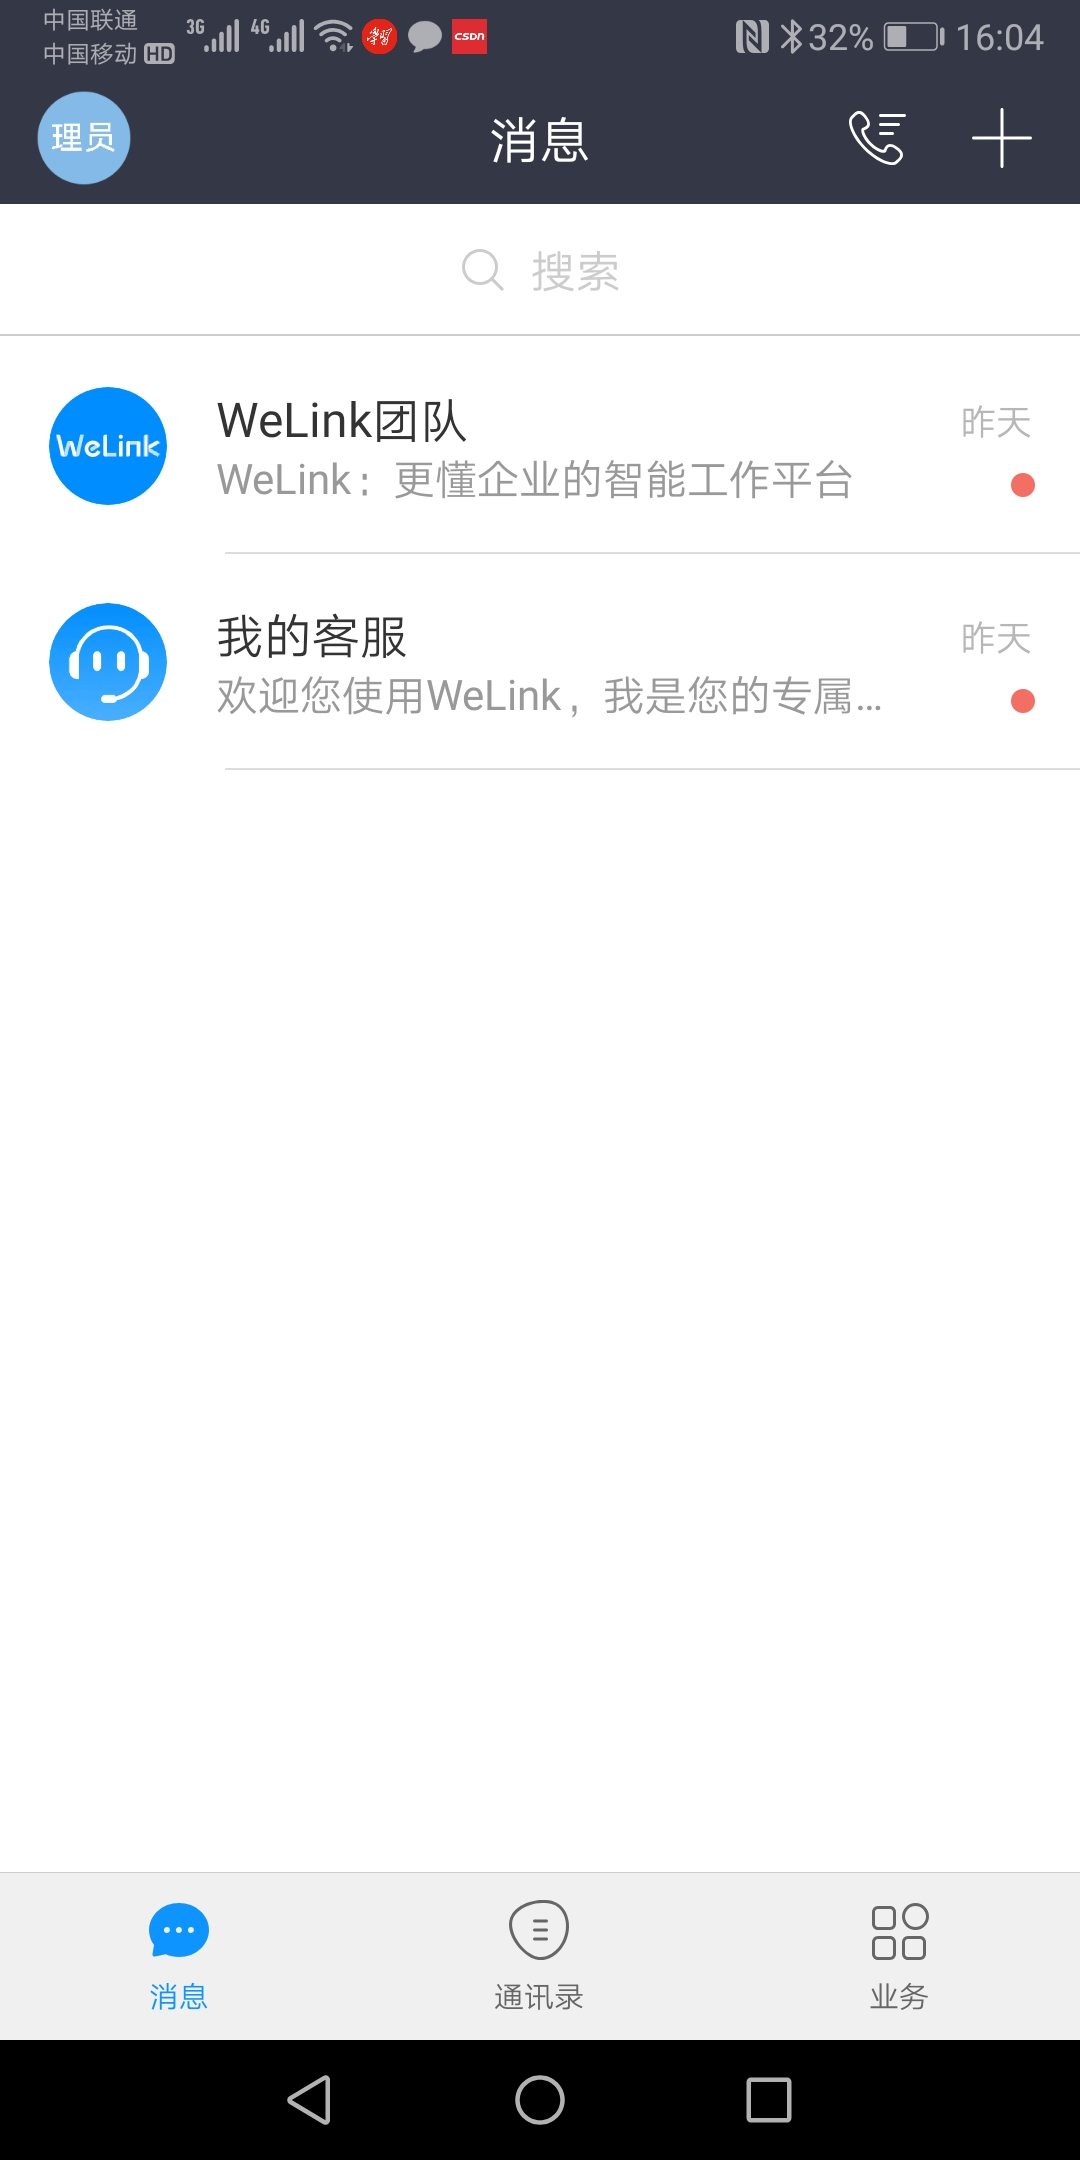 中国联通
中国移动 HD
3G 4G
学习
CSDN
32%
16:04
理员
消息
搜索
WeLink
WeLink团队
昨天
WeLink：更懂企业的智能工作平台
我的客服
昨天
欢迎您使用WeLink，我是您的专属...
消息
通讯录
业务